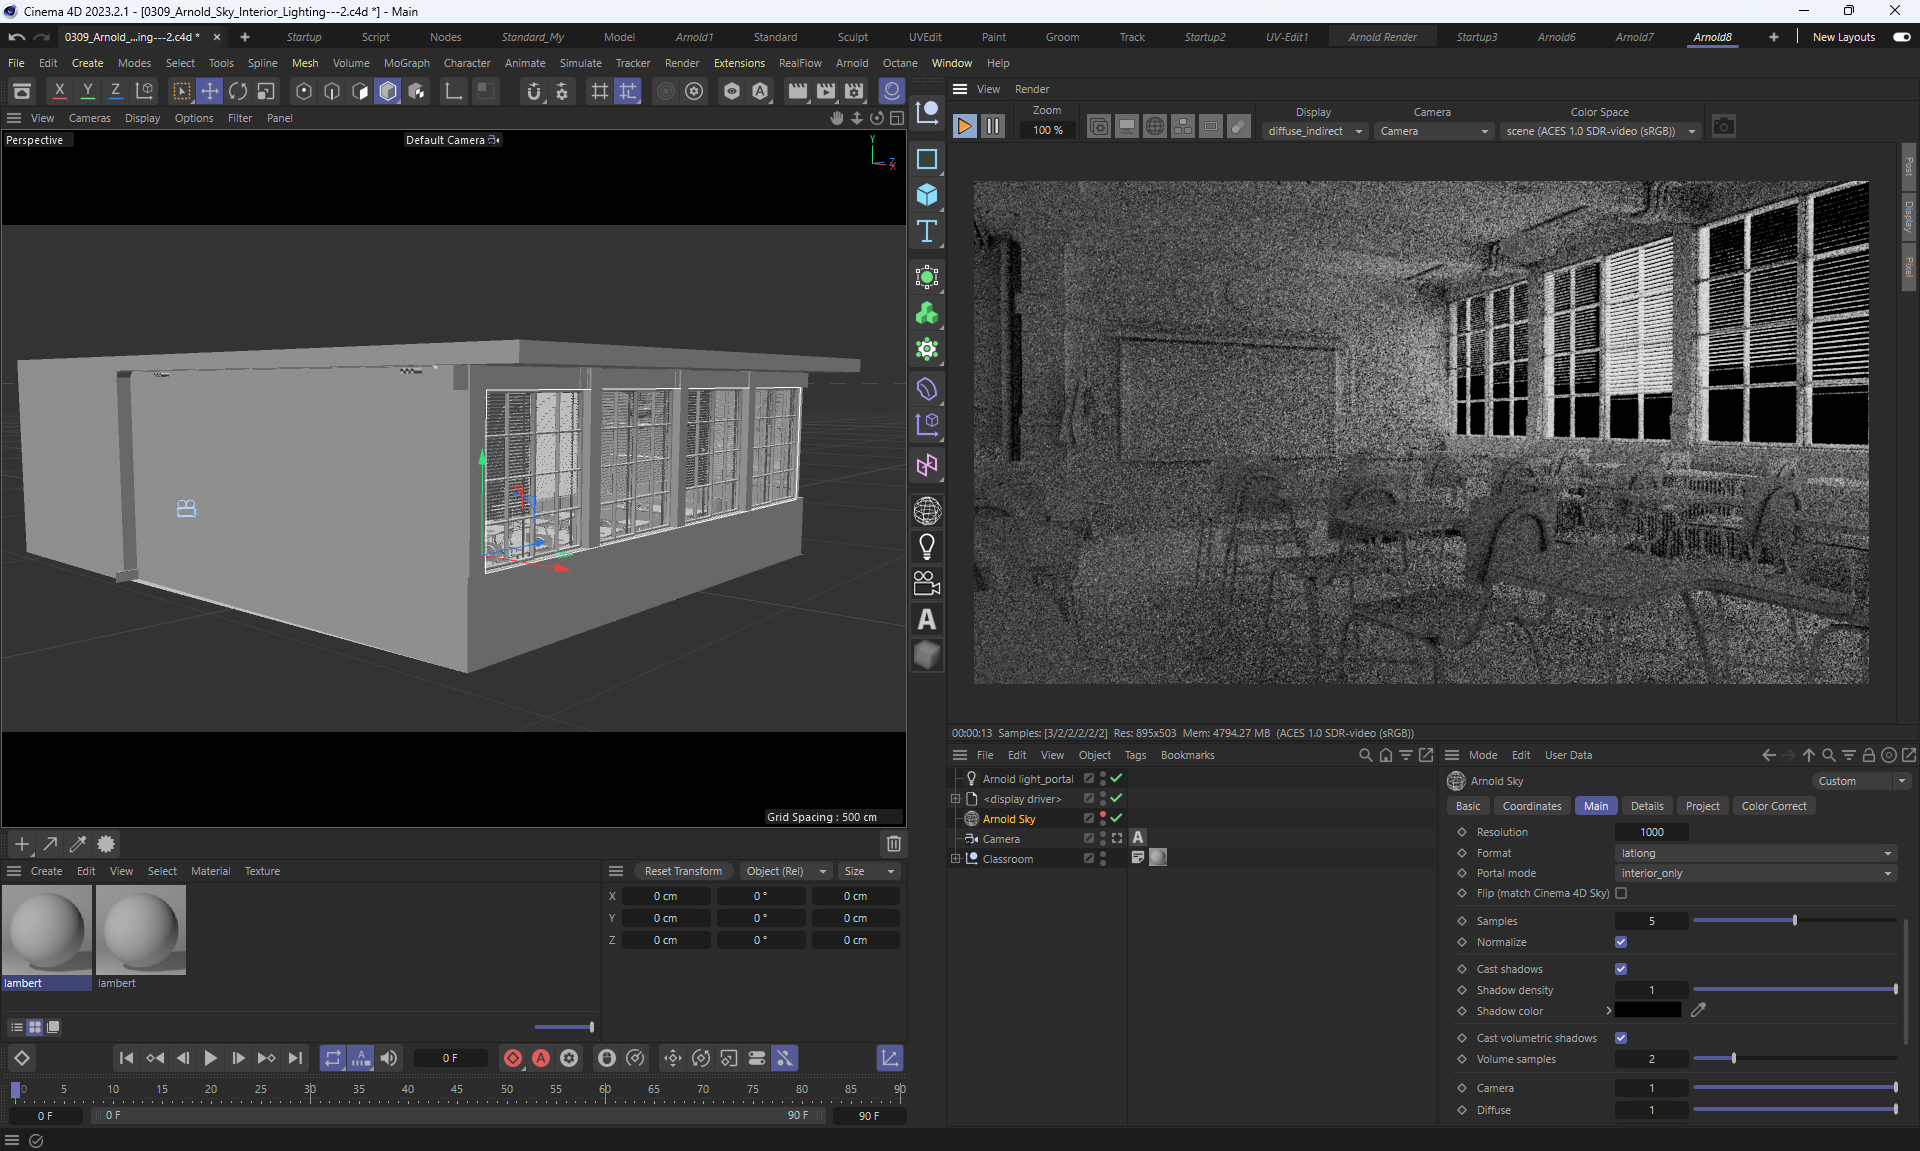 Cinema 4D 2023.2.1 - [0309_Arnold_Sky_Interior_Lighting---2.c4d *] - Main
0309_Arnold_...ing---2.c4d * × + Startup Script Nodes Standard_My Model Arnold1 Standard Sculpt UVEdit Paint Groom Track Startup2 UV-Edit1 Arnold Render Startup3 Arnold6 Arnold7 Arnold8 + New Layouts
File Edit Create Modes Select Tools Spline Mesh Volume MoGraph Character Animate Simulate Tracker Render Extensions RealFlow Arnold Octane Window Help
X Y Z
View Render
Zoom Display Camera Color Space
100 % diffuse_indirect Camera scene (ACES 1.0 SDR-video (sRGB))
View Cameras Display Options Filter Panel
Perspective
Default Camera
Y
Z
X
Post
Display
Pixel
Grid Spacing : 500 cm
00:00:13 Samples: [3/2/2/2/2/2] Res: 895x503 Mem: 4794.27 MB (ACES 1.0 SDR-video (sRGB))
File Edit View Object Tags Bookmarks
Arnold light_portal
<display driver>
Arnold Sky
Camera
Classroom
Mode Edit User Data
Arnold Sky Custom
Basic Coordinates Main Details Project Color Correct
Resolution 1000
Format latlong
Portal mode interior_only
Flip (match Cinema 4D Sky)
Samples 5
Normalize
Cast shadows
Shadow density 1
Shadow color
Cast volumetric shadows
Volume samples 2
Camera 1
Diffuse 1
Create Edit View Select Material Texture
lambert lambert
Reset Transform Object (Rel) Size
X 0 cm 0 ° 0 cm
Y 0 cm 0 ° 0 cm
Z 0 cm 0 ° 0 cm
0 F
0 5 10 15 20 25 30 35 40 45 50 55 60 65 70 75 80 85 90
0 F 0 F 90 F 90 F